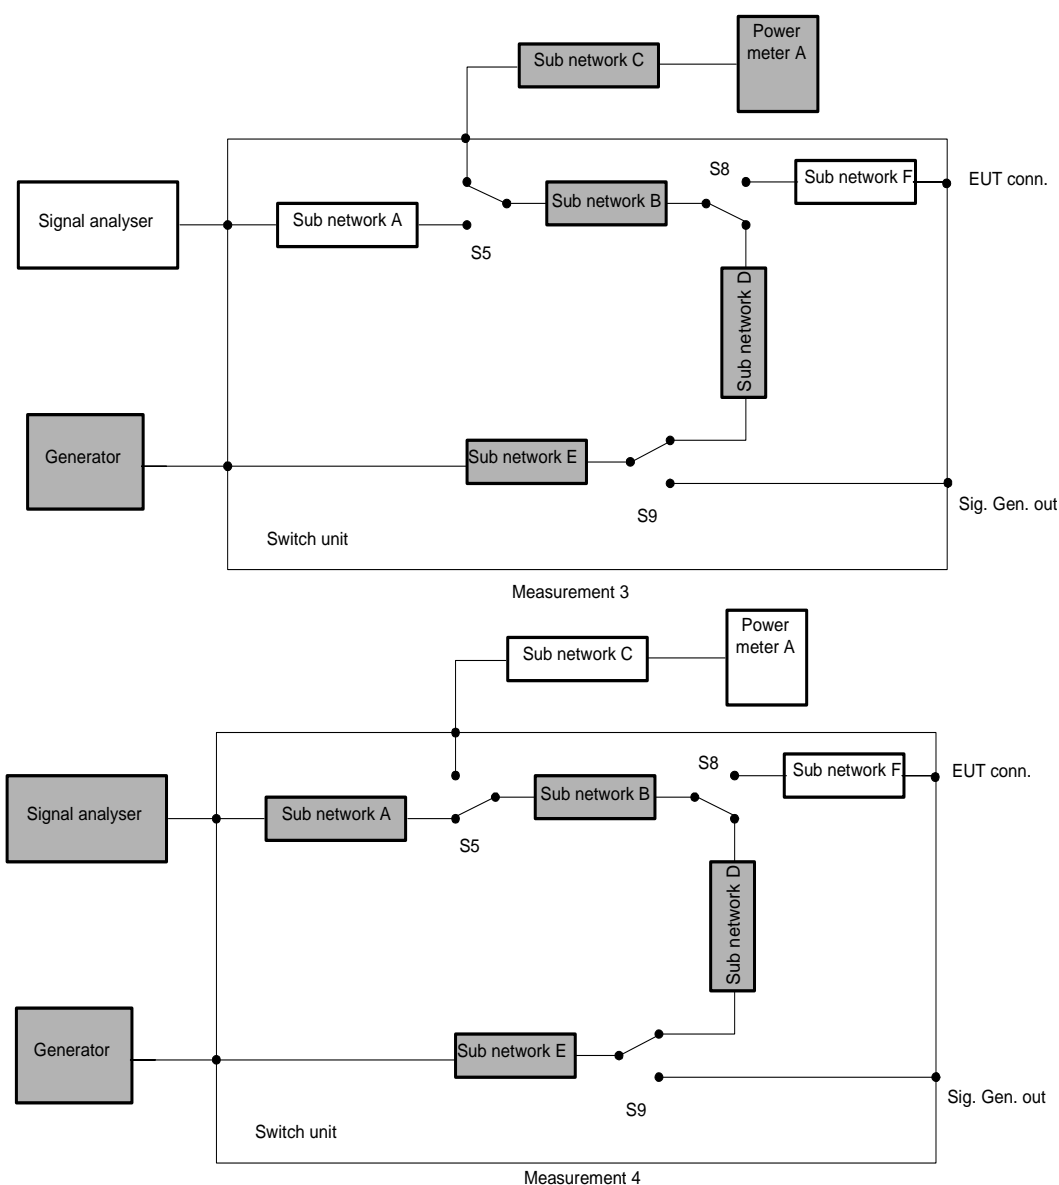 Power
meter A
Sub network C
S8
Sub network F
EUT conn.
Sub network B
Signal analyser
Sub network A
S5
Sub network D
Generator
Sub network E
Sig. Gen. out
S9
Switch unit
Measurement 3
Power
meter A
Sub network C
S8
Sub network F
EUT conn.
Sub network B
Signal analyser
Sub network A
S5
Sub network D
Generator
Sub network E
Sig. Gen. out
S9
Switch unit
Measurement 4